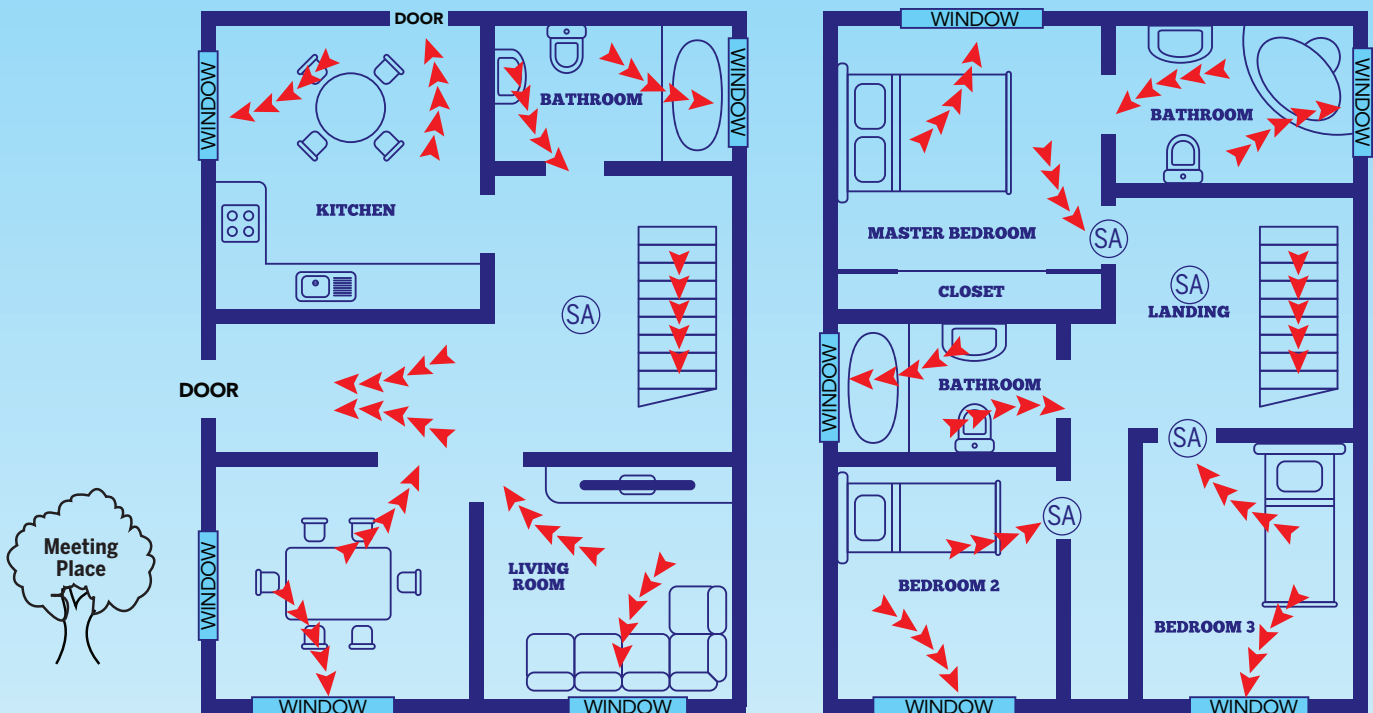 DOOR
WINDOW
BATHROOM
WINDOW
KITCHEN
SA
DOOR
WINDOW
LIVING
ROOM
WINDOW
WINDOW
Meeting
Place
WINDOW
BATHROOM
WINDOW
MASTER BEDROOM
SA
CLOSET
SA
LANDING
WINDOW
BATHROOM
SA
SA
BEDROOM 2
BEDROOM 3
WINDOW
WINDOW